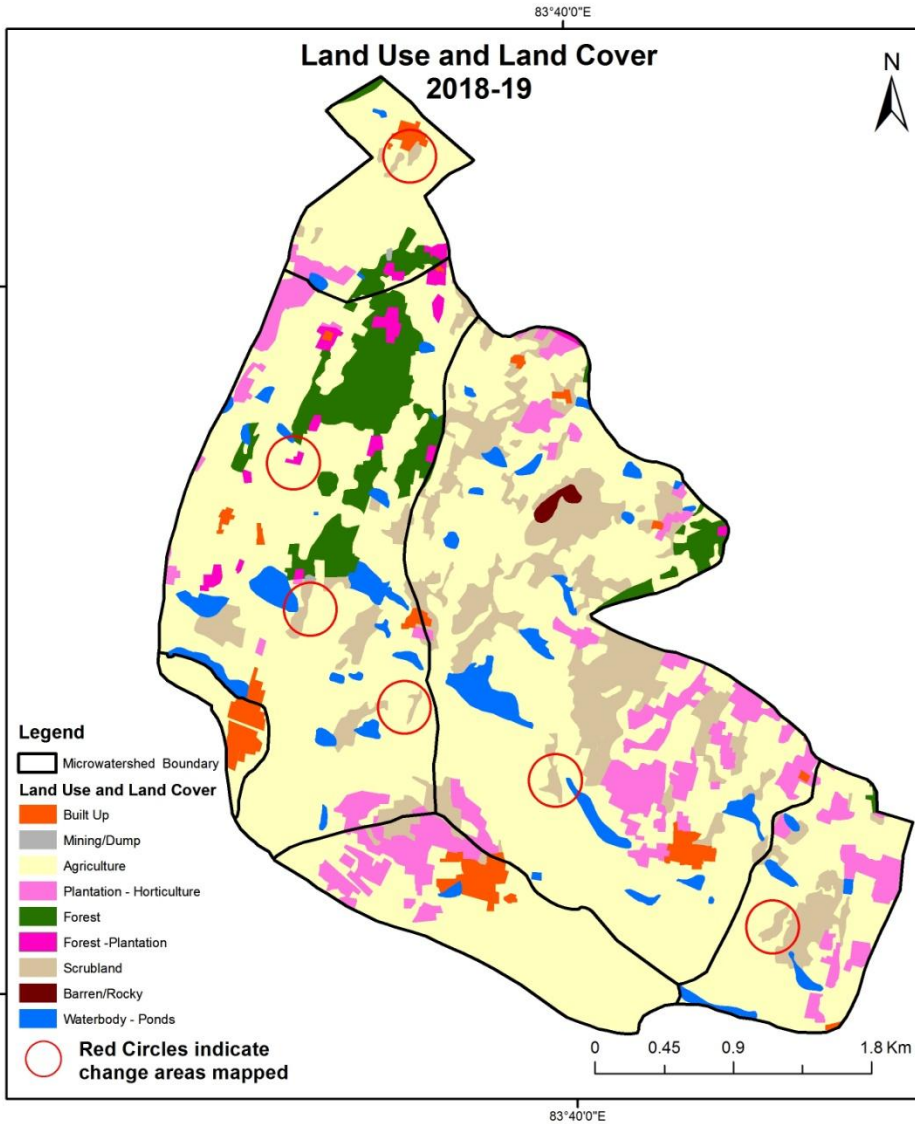 83°40'0"E
Land Use and Land Cover
2018-19
N
Legend
Microwatershed Boundary
Land Use and Land Cover
Built Up
Mining/Dump
Agriculture
Plantation - Horticulture
Forest
Forest -Plantation
Scrubland
Barren/Rocky
Waterbody - Ponds
Red Circles indicate
change areas mapped
0 0.45 0.9 1.8 Km
83°40'0"E